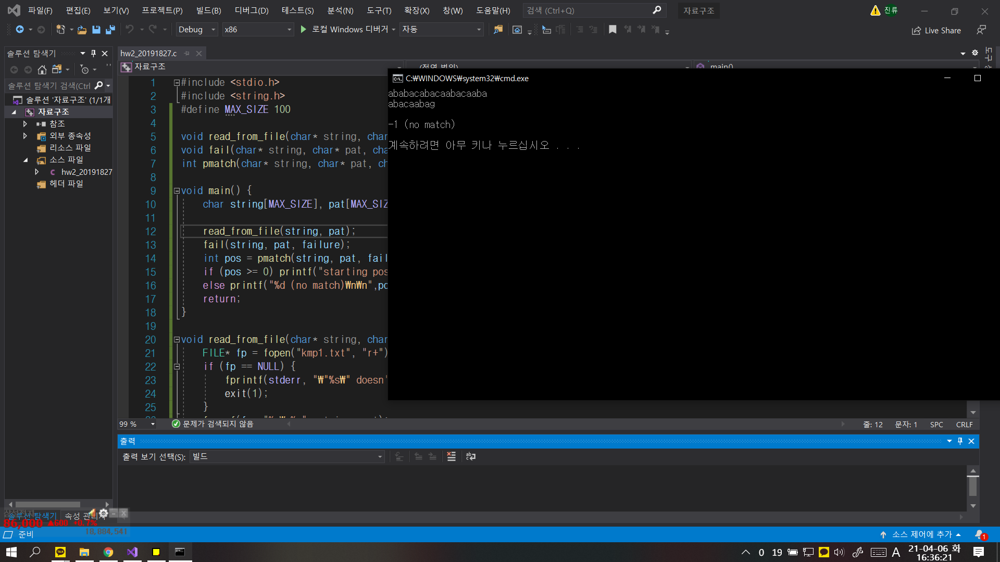 파일(F) 편집(E) 보기(V) 프로젝트(P) 빌드(B) 디버그(D) 테스트(S) 분석(N) 도구(T) 확장(X) 창(W) 도움말(H) 검색 (Ctrl+Q) 자료구조 진류
Debug x86 로컬 Windows 디버거 자동 Live Share
솔루션 탐색기
솔루션 탐색기 검색(Ctrl
솔루션 '자료구조' (1/1개
자료구조
참조
외부 종속성
리소스 파일
소스 파일
hw2_20191827
헤더 파일
솔루션 탐색기 속성 관리
hw2_20191827.c
자료구조 (전역 범위) main()
1 #include <stdio.h>
2 #include <string.h>
3 #define MAX_SIZE 100
4
5 void read_from_file(char* string, char
6 void fail(char* string, char* pat, cha
7 int pmatch(char* string, char* pat, ch
8
9 void main() {
10 char string[MAX_SIZE], pat[MAX_SIZ
11
12 read_from_file(string, pat);
13 fail(string, pat, failure);
14 int pos = pmatch(string, pat, fail
15 if (pos >= 0) printf("starting pos
16 else printf("%d (no match)₩n₩n",po
17 return;
18 }
19
20 void read_from_file(char* string, char
21 FILE* fp = fopen("kmp1.txt", "r+")
22 if (fp == NULL) {
23 fprintf(stderr, "₩"%s₩" doesn'
24 exit(1);
25 }
C:₩WINDOWS₩system32₩cmd.exe
ababacabacaabacaaba
abacaabag
-1 (no match)
계속하려면 아무 키나 누르십시오 . . .
99 % 문제가 검색되지 않음 줄: 12 문자: 1 SPC CRLF
출력
출력 보기 선택(S): 빌드
86,000 ▲600 +0.7%
18,884,541
준비 소스 제어에 추가 1
TALK 0 19 A 21-04-06 화
16:36:21